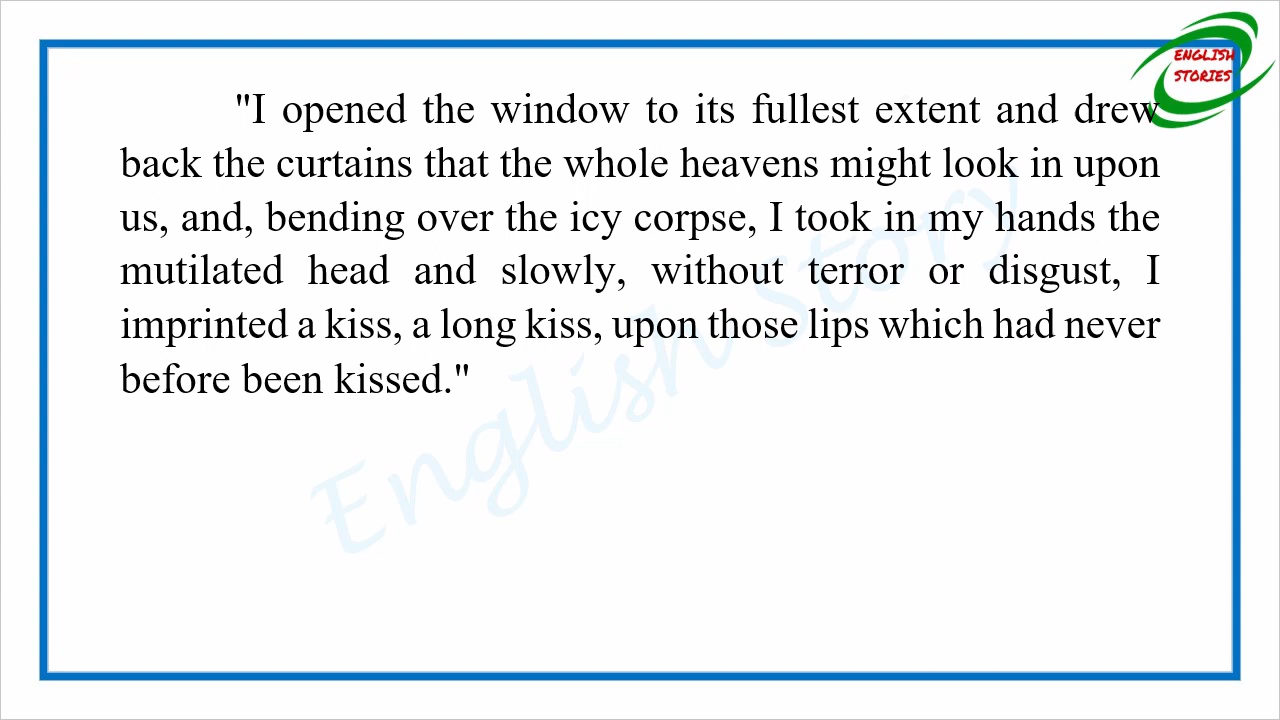 ENGLISH
STORIES
"I opened the window to its fullest extent and drew
back the curtains that the whole heavens might look in upon
us, and, bending over the icy corpse, I took in my hands the
mutilated head and slowly, without terror or disgust, I
imprinted a kiss, a long kiss, upon those lips which had never
before been kissed."
English Story